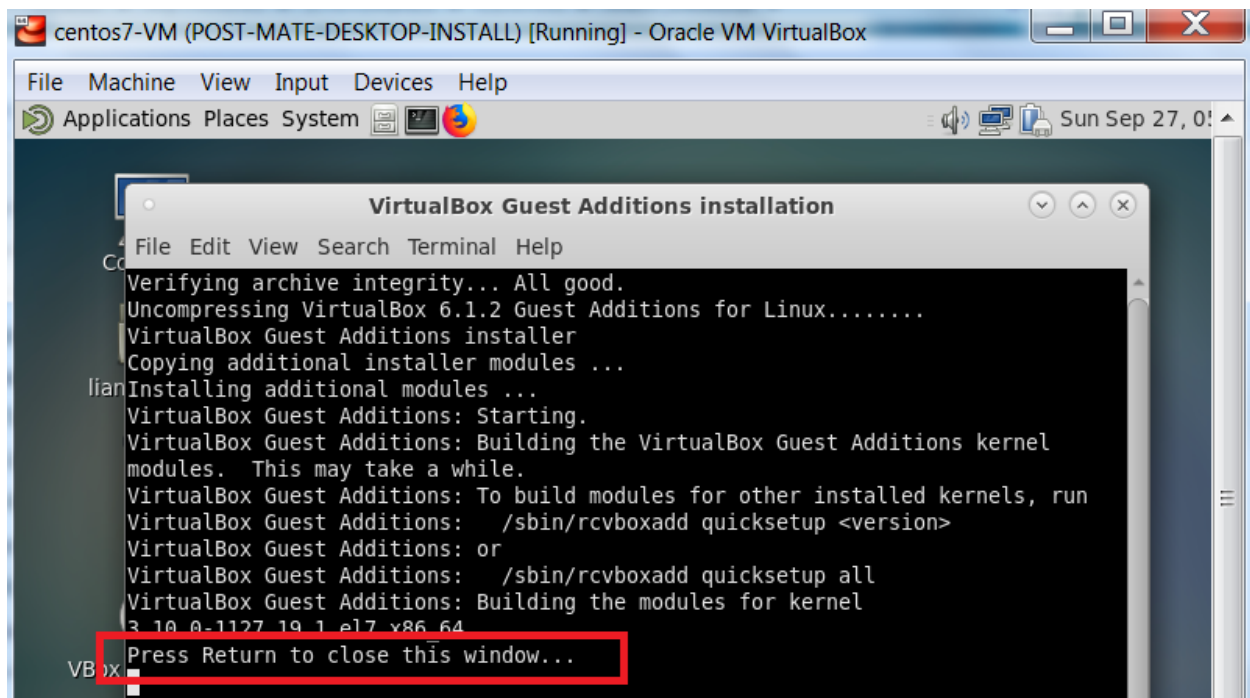 centos7-VM (POST-MATE-DESKTOP-INSTALL) [Running] - Oracle VM VirtualBox
File Machine View Input Devices Help
Applications Places System Sun Sep 27, 05
VirtualBox Guest Additions installation
File Edit View Search Terminal Help
Verifying archive integrity... All good.
Uncompressing VirtualBox 6.1.2 Guest Additions for Linux........
VirtualBox Guest Additions installer
Copying additional installer modules ...
lian
Installing additional modules ...
VirtualBox Guest Additions: Starting.
VirtualBox Guest Additions: Building the VirtualBox Guest Additions kernel
modules.  This may take a while.
VirtualBox Guest Additions: To build modules for other installed kernels, run
VirtualBox Guest Additions:   /sbin/rcvboxadd quicksetup <version>
VirtualBox Guest Additions: or
VirtualBox Guest Additions:   /sbin/rcvboxadd quicksetup all
VirtualBox Guest Additions: Building the modules for kernel
3.10.0-1127.19.1.el7.x86_64.
Press Return to close this window...